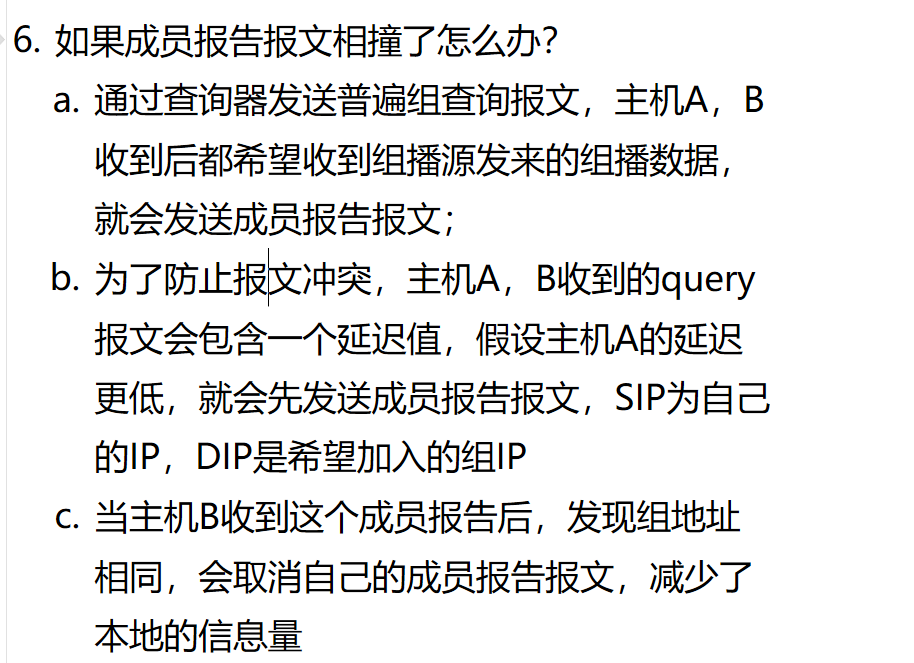 6. 如果成员报告报文相撞了怎么办?
a. 通过查询器发送普遍组查询报文，主机A，B
收到后都希望收到组播源发来的组播数据，
就会发送成员报告报文；
b. 为了防止报文冲突，主机A，B收到的query
报文会包含一个延迟值，假设主机A的延迟
更低，就会先发送成员报告报文，SIP为自己
的IP，DIP是希望加入的组IP
c. 当主机B收到这个成员报告后，发现组地址
相同，会取消自己的成员报告报文，减少了
本地的信息量